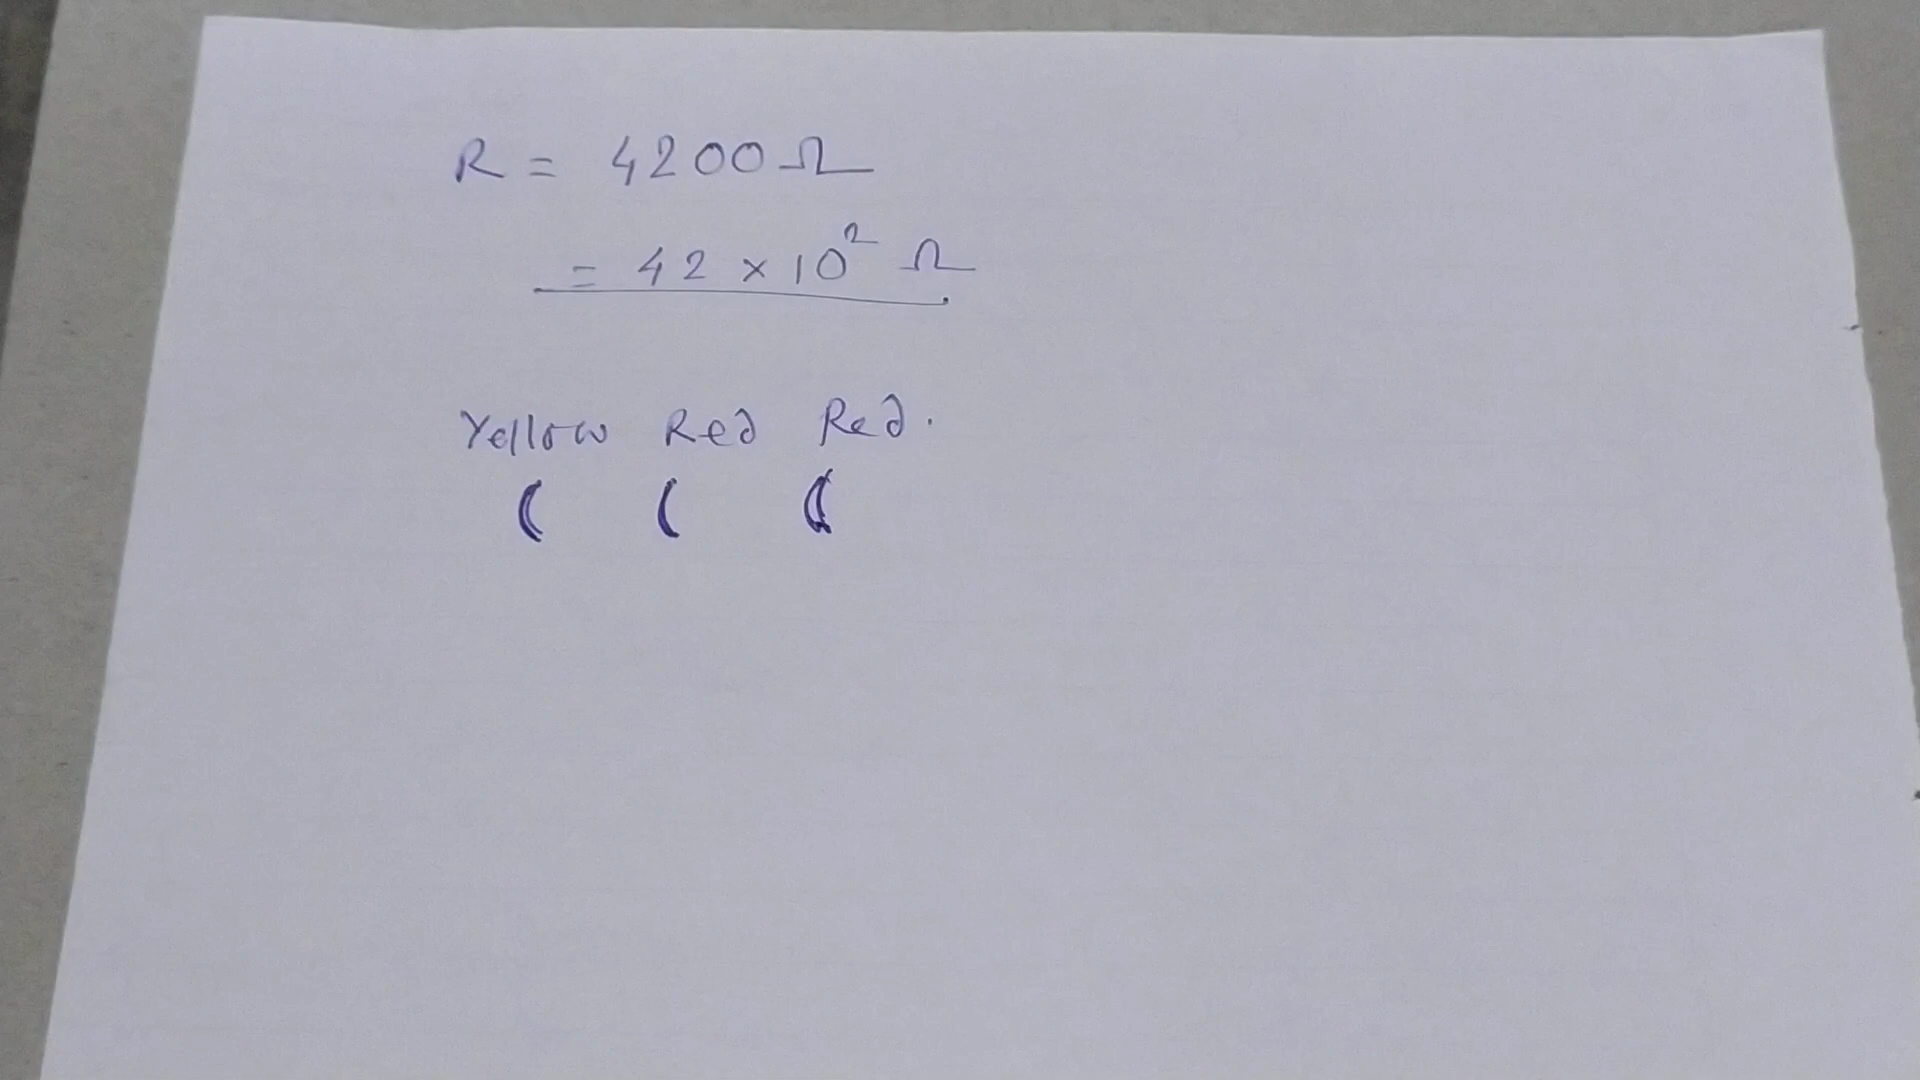 R = 4200 Ω
= 42 × 10² Ω
Yellow Red Red.